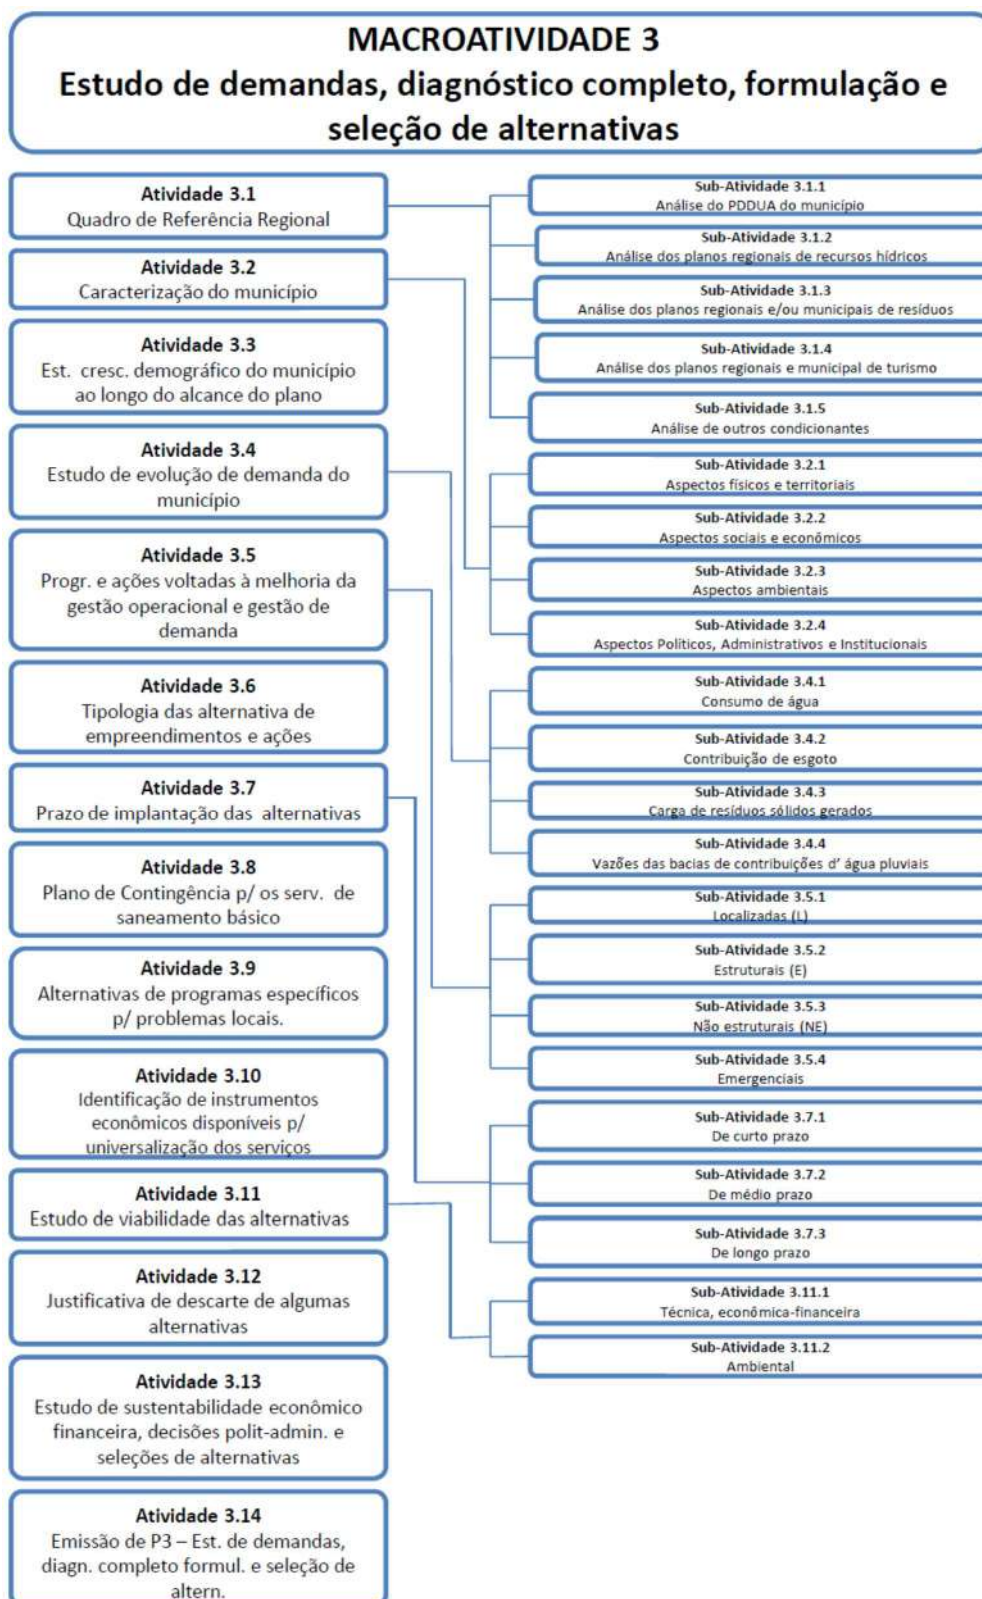 MACROATIVIDADE 3
Estudo de demandas, diagnóstico completo, formulação e
seleção de alternativas
Atividade 3.1
Quadro de Referência Regional
Atividade 3.2
Caracterização do município
Atividade 3.3
Est. cresc. demográfico do município
ao longo do alcance do plano
Atividade 3.4
Estudo de evolução de demanda do
município
Atividade 3.5
Progr. e ações voltadas à melhoria da
gestão operacional e gestão de
demanda
Atividade 3.6
Tipologia das alternativa de
empreendimentos e ações
Atividade 3.7
Prazo de implantação das alternativas
Atividade 3.8
Plano de Contingência p/ os serv. de
saneamento básico
Atividade 3.9
Alternativas de programas específicos
p/ problemas locais.
Atividade 3.10
Identificação de instrumentos
econômicos disponíveis p/
universalização dos serviços
Atividade 3.11
Estudo de viabilidade das alternativas
Atividade 3.12
Justificativa de descarte de algumas
alternativas
Atividade 3.13
Estudo de sustentabilidade econômico
financeira, decisões polit-admin. e
seleções de alternativas
Atividade 3.14
Emissão de P3 – Est. de demandas,
diagn. completo formul. e seleção de
altern.
Sub-Atividade 3.1.1
Análise do PDDUA do município
Sub-Atividade 3.1.2
Análise dos planos regionais de recursos hídricos
Sub-Atividade 3.1.3
Análise dos planos regionais e/ou municipais de resíduos
Sub-Atividade 3.1.4
Análise dos planos regionais e municipal de turismo
Sub-Atividade 3.1.5
Análise de outros condicionantes
Sub-Atividade 3.2.1
Aspectos físicos e territoriais
Sub-Atividade 3.2.2
Aspectos sociais e econômicos
Sub-Atividade 3.2.3
Aspectos ambientais
Sub-Atividade 3.2.4
Aspectos Políticos, Administrativos e Institucionais
Sub-Atividade 3.4.1
Consumo de água
Sub-Atividade 3.4.2
Contribuição de esgoto
Sub-Atividade 3.4.3
Carga de resíduos sólidos gerados
Sub-Atividade 3.4.4
Vazões das bacias de contribuições d’ água pluviais
Sub-Atividade 3.5.1
Localizadas (L)
Sub-Atividade 3.5.2
Estruturais (E)
Sub-Atividade 3.5.3
Não estruturais (NE)
Sub-Atividade 3.5.4
Emergenciais
Sub-Atividade 3.7.1
De curto prazo
Sub-Atividade 3.7.2
De médio prazo
Sub-Atividade 3.7.3
De longo prazo
Sub-Atividade 3.11.1
Técnica, econômica-financeira
Sub-Atividade 3.11.2
Ambiental